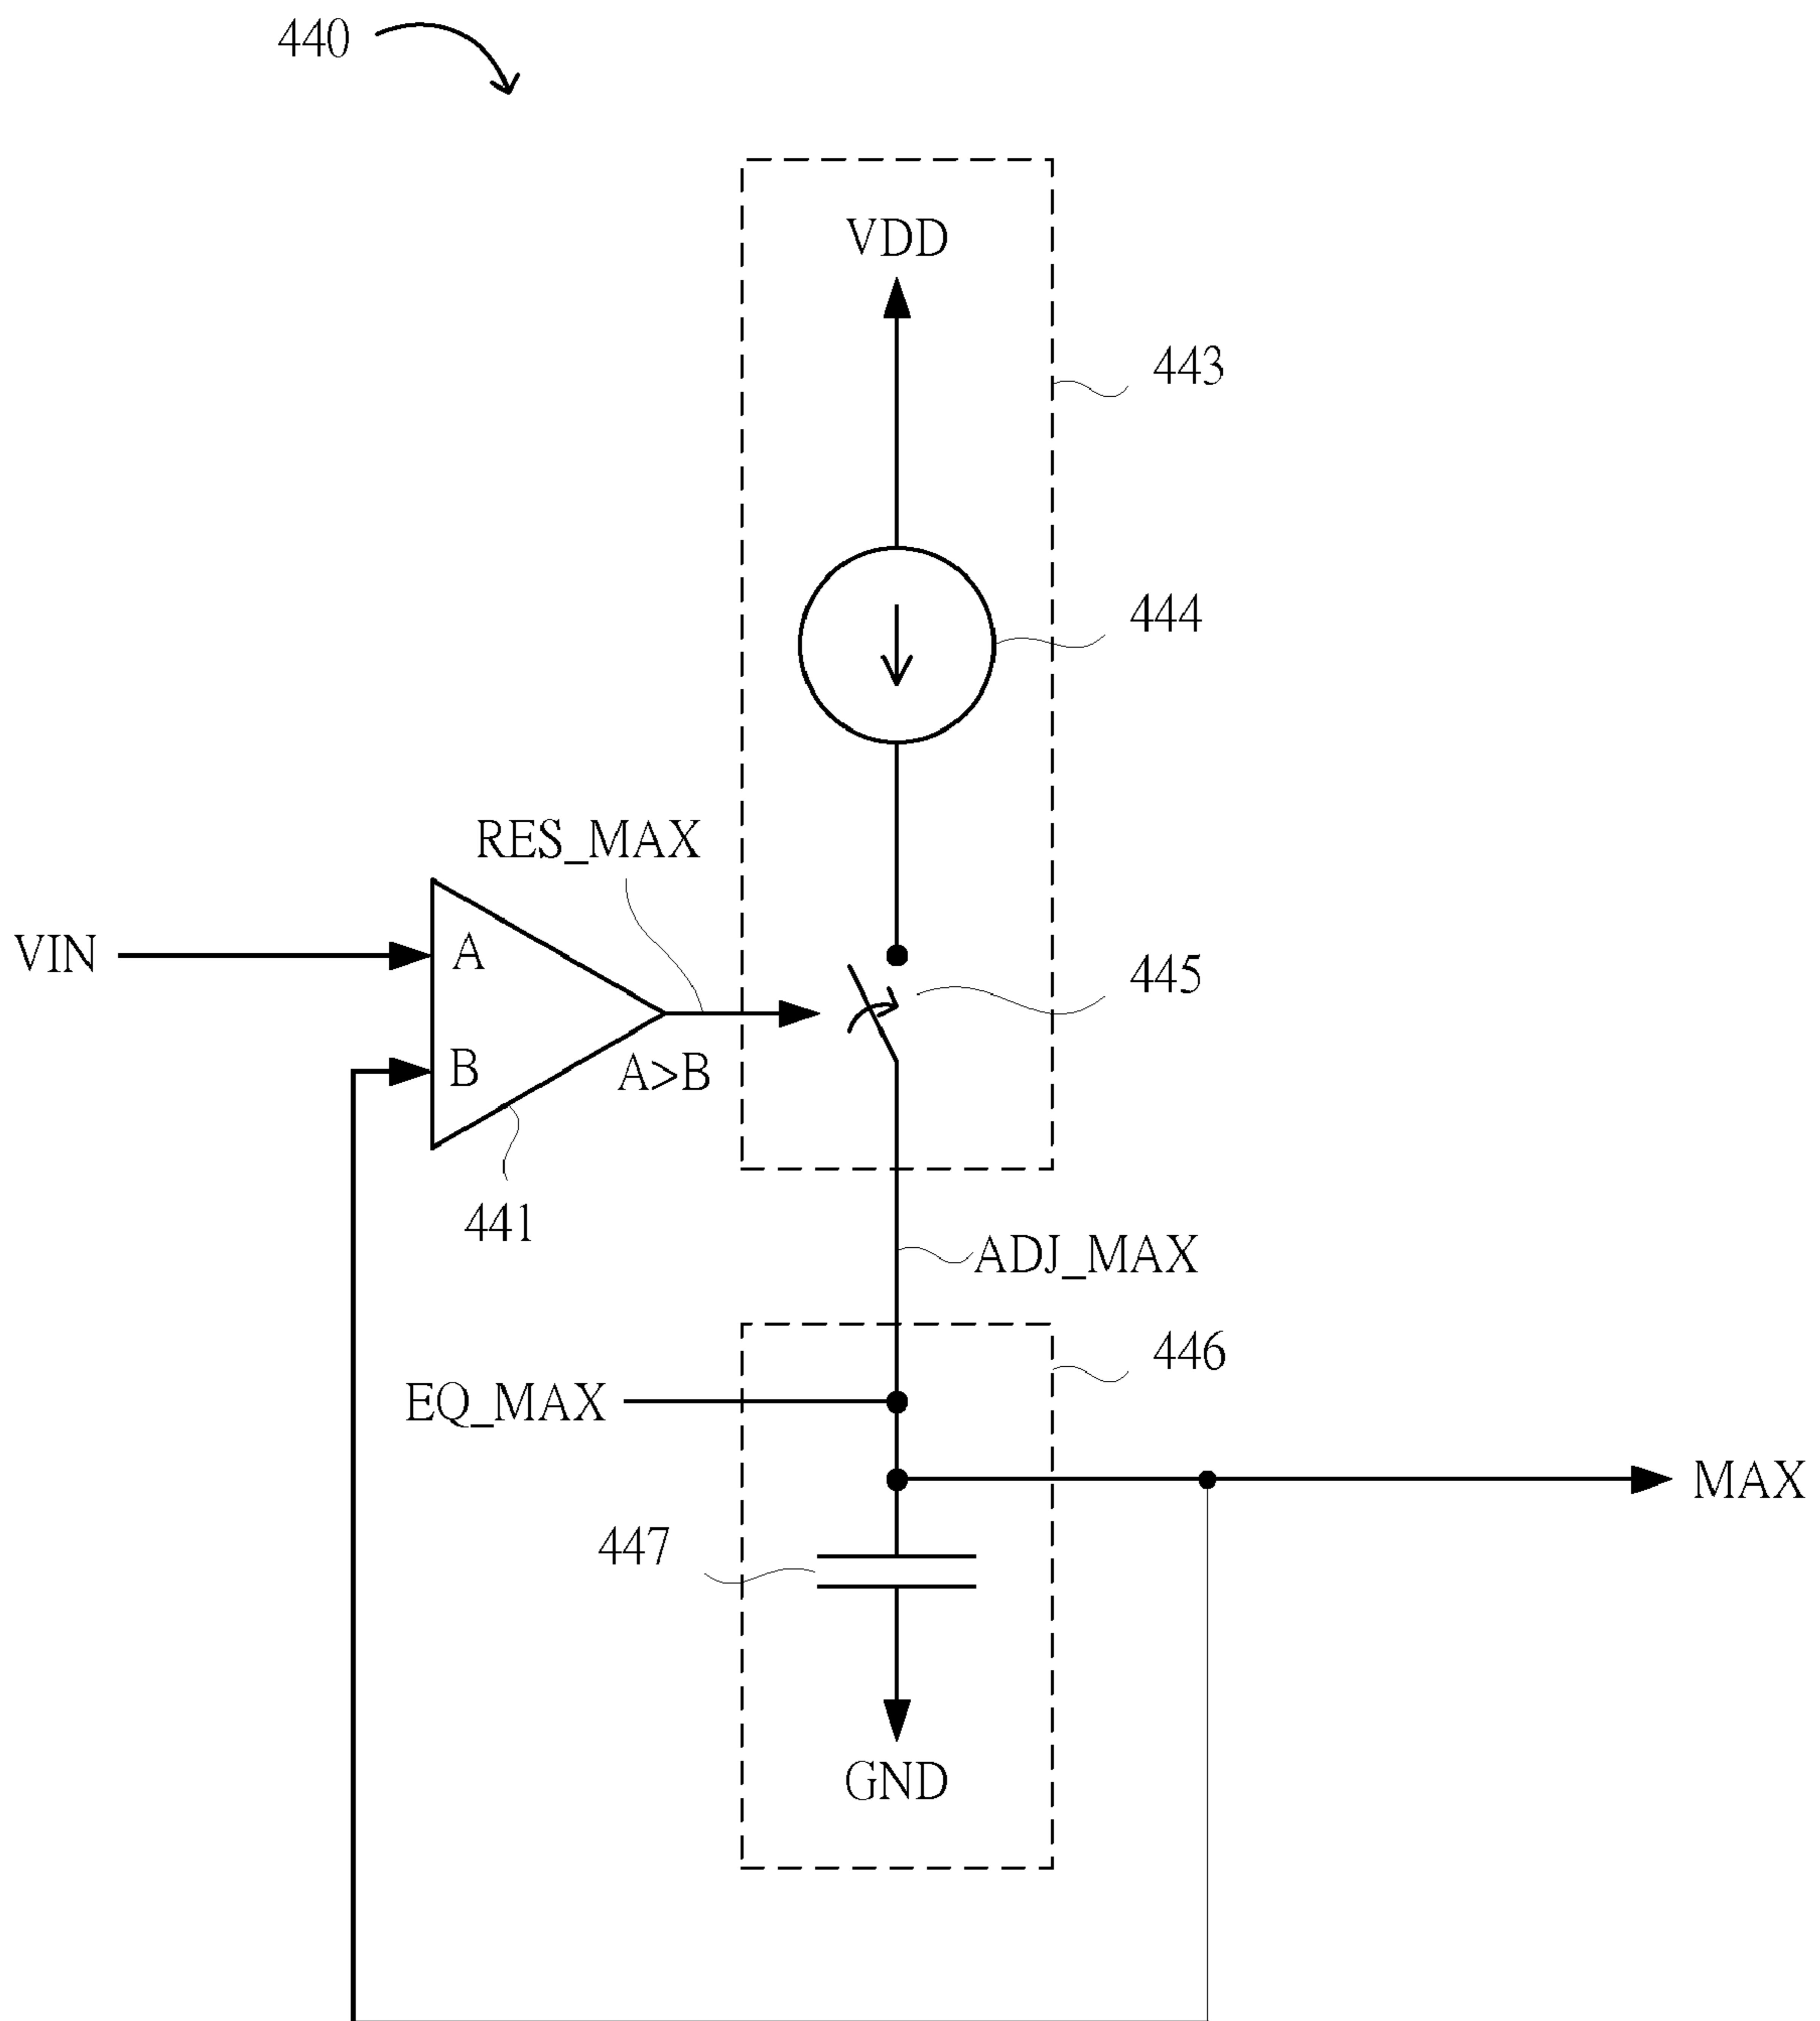 440
VDD
443
444
RES_MAX
VIN
A
445
B
A>B
441
ADJ_MAX
446
EQ_MAX
MAX
447
GND